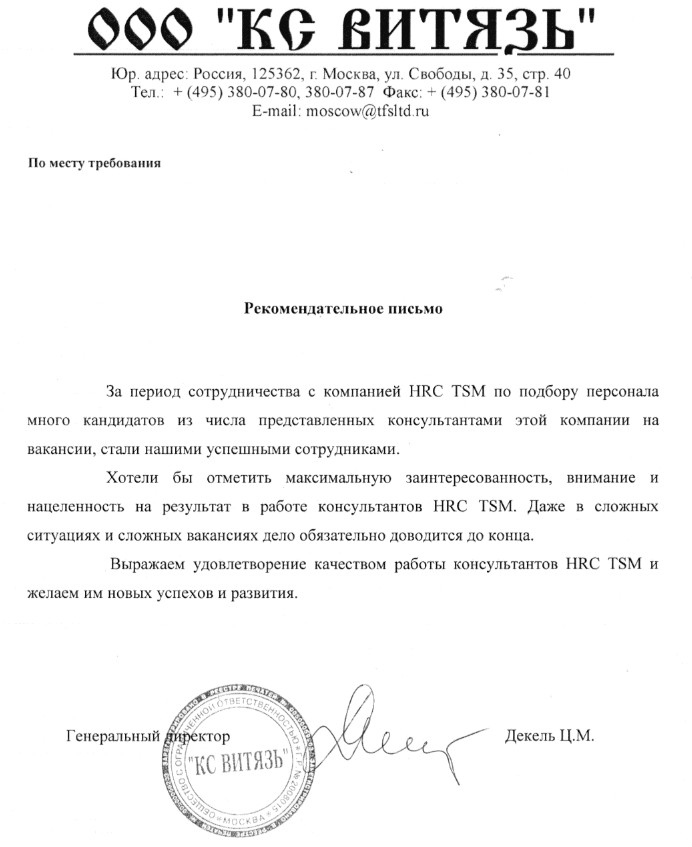 ООО "КС ВИТЯЗЬ"
Юр. адрес: Россия, 125362, г. Москва, ул. Свободы, д. 35, стр. 40
Тел.: + (495) 380-07-80, 380-07-87 Факс: + (495) 380-07-81
E-mail: moscow@tfsltd.ru
По месту требования
Рекомендательное письмо
За период сотрудничества с компанией HRC TSM по подбору персонала
много кандидатов из числа представленных консультантами этой компании на
вакансии, стали нашими успешными сотрудниками.
Хотели бы отметить максимальную заинтересованность, внимание и
нацеленность на результат в работе консультантов HRC TSM. Даже в сложных
ситуациях и сложных вакансиях дело обязательно доводится до конца.
Выражаем удовлетворение качеством работы консультантов HRC TSM и
желаем им новых успехов и развития.
Генеральный директор
Декель Ц.М.
ОБЩЕСТВО С ОГРАНИЧЕННОЙ ОТВЕТСТВЕННОСТЬЮ
"КС ВИТЯЗЬ"
МОСКВА